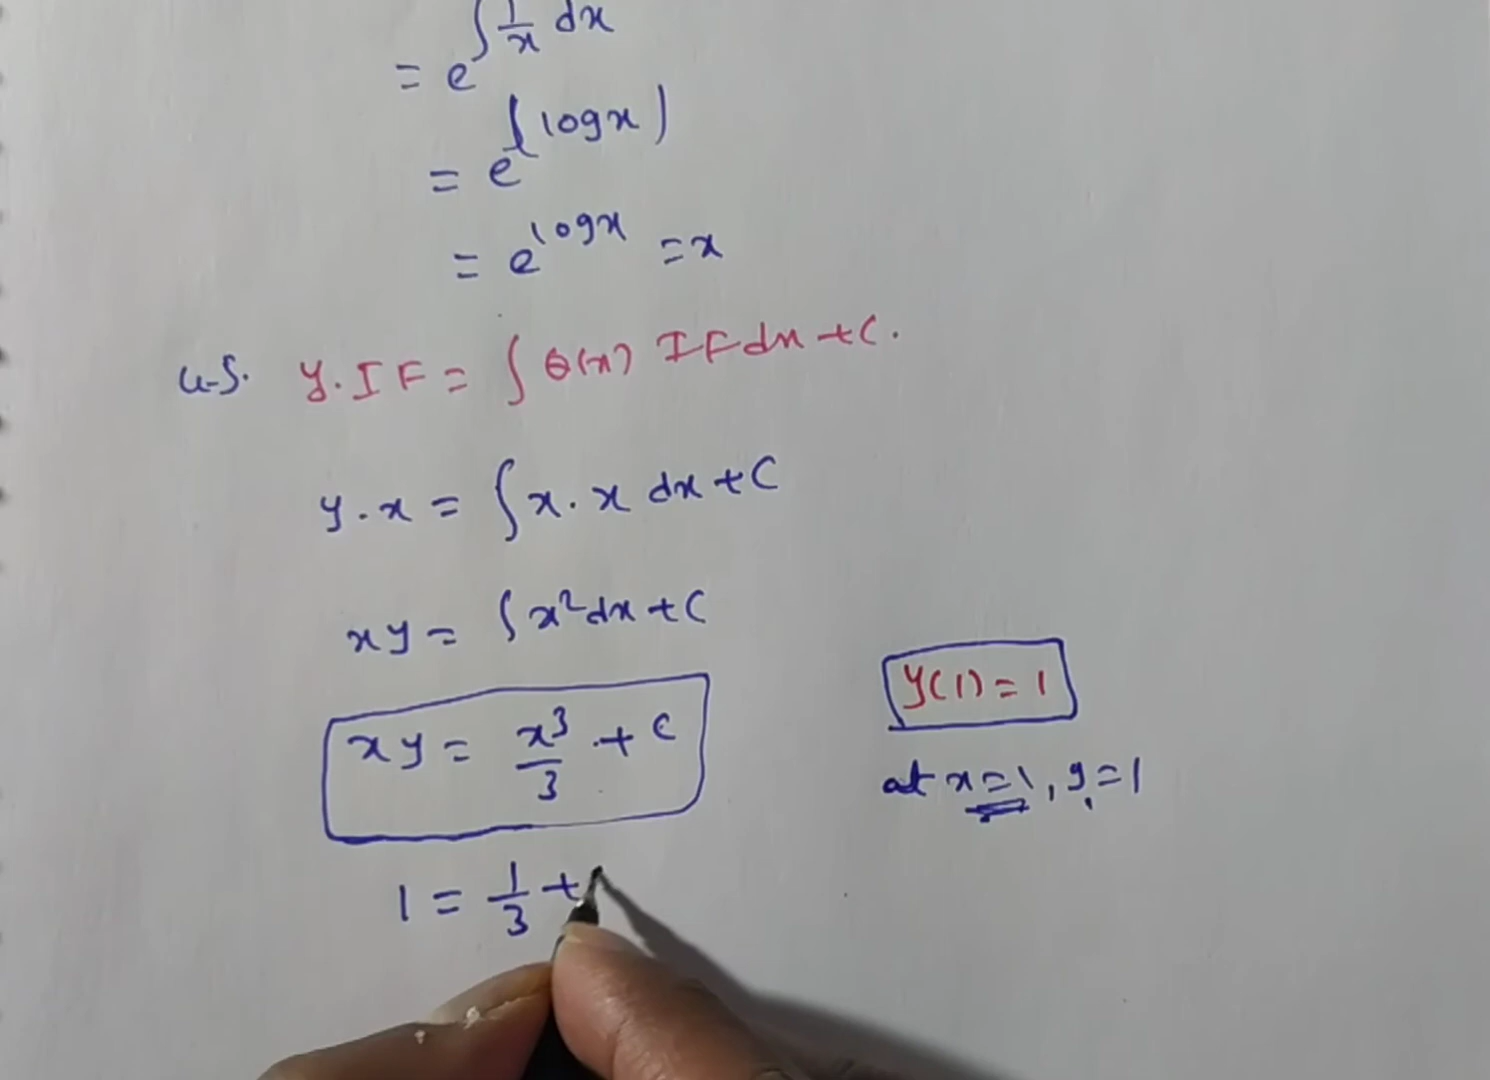 = e^{∫ 1/x dx}
= e^{(log x)}
= e^{log x} = x
G.S. y.IF = ∫ Q(x) IF dx + C.
y.x = ∫ x.x dx + C
xy = ∫ x² dx + C
xy = x³/3 + C
y(1) = 1
at x=1, y=1
1 = 1/3 +